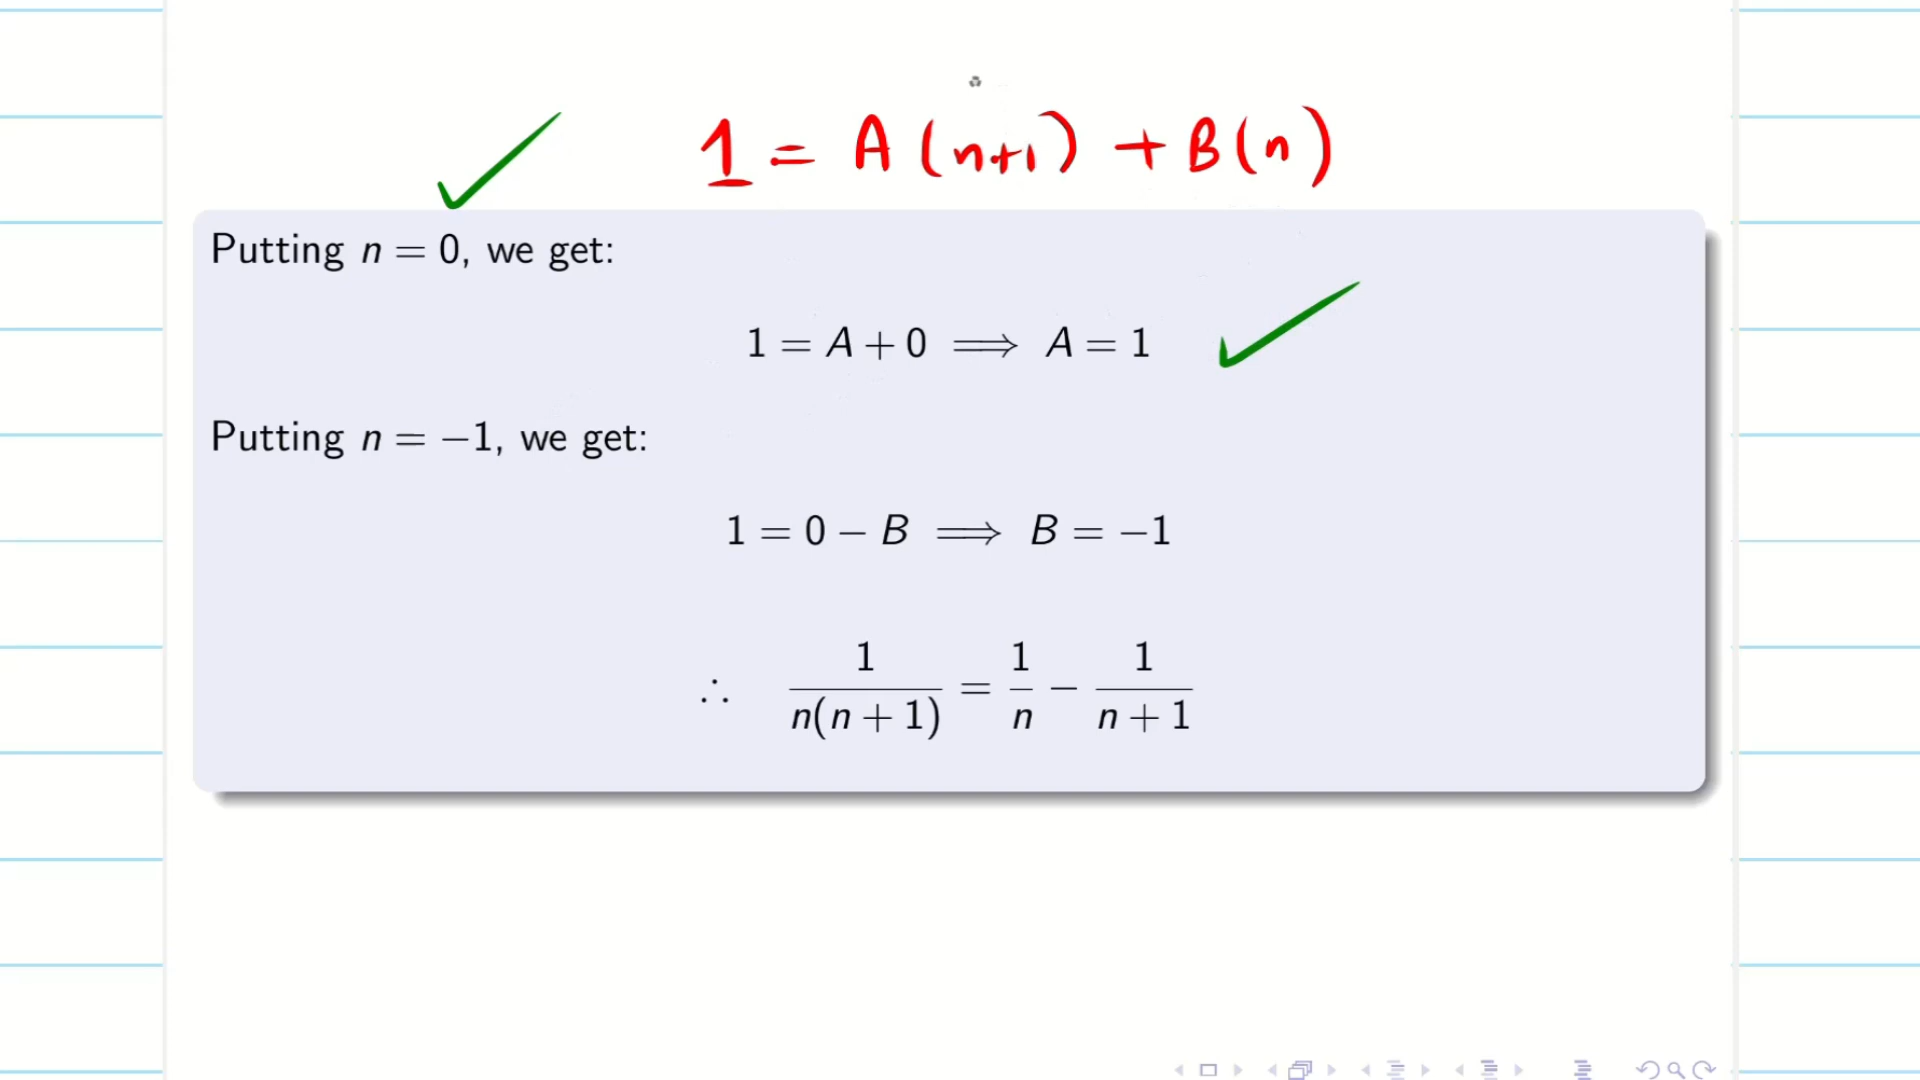 1 = A (n+1) + B (n)
Putting n = 0, we get:
1 = A + 0 ⟹ A = 1
Putting n = −1, we get:
1 = 0 − B ⟹ B = −1
∴ 1/n(n + 1) = 1/n − 1/n + 1